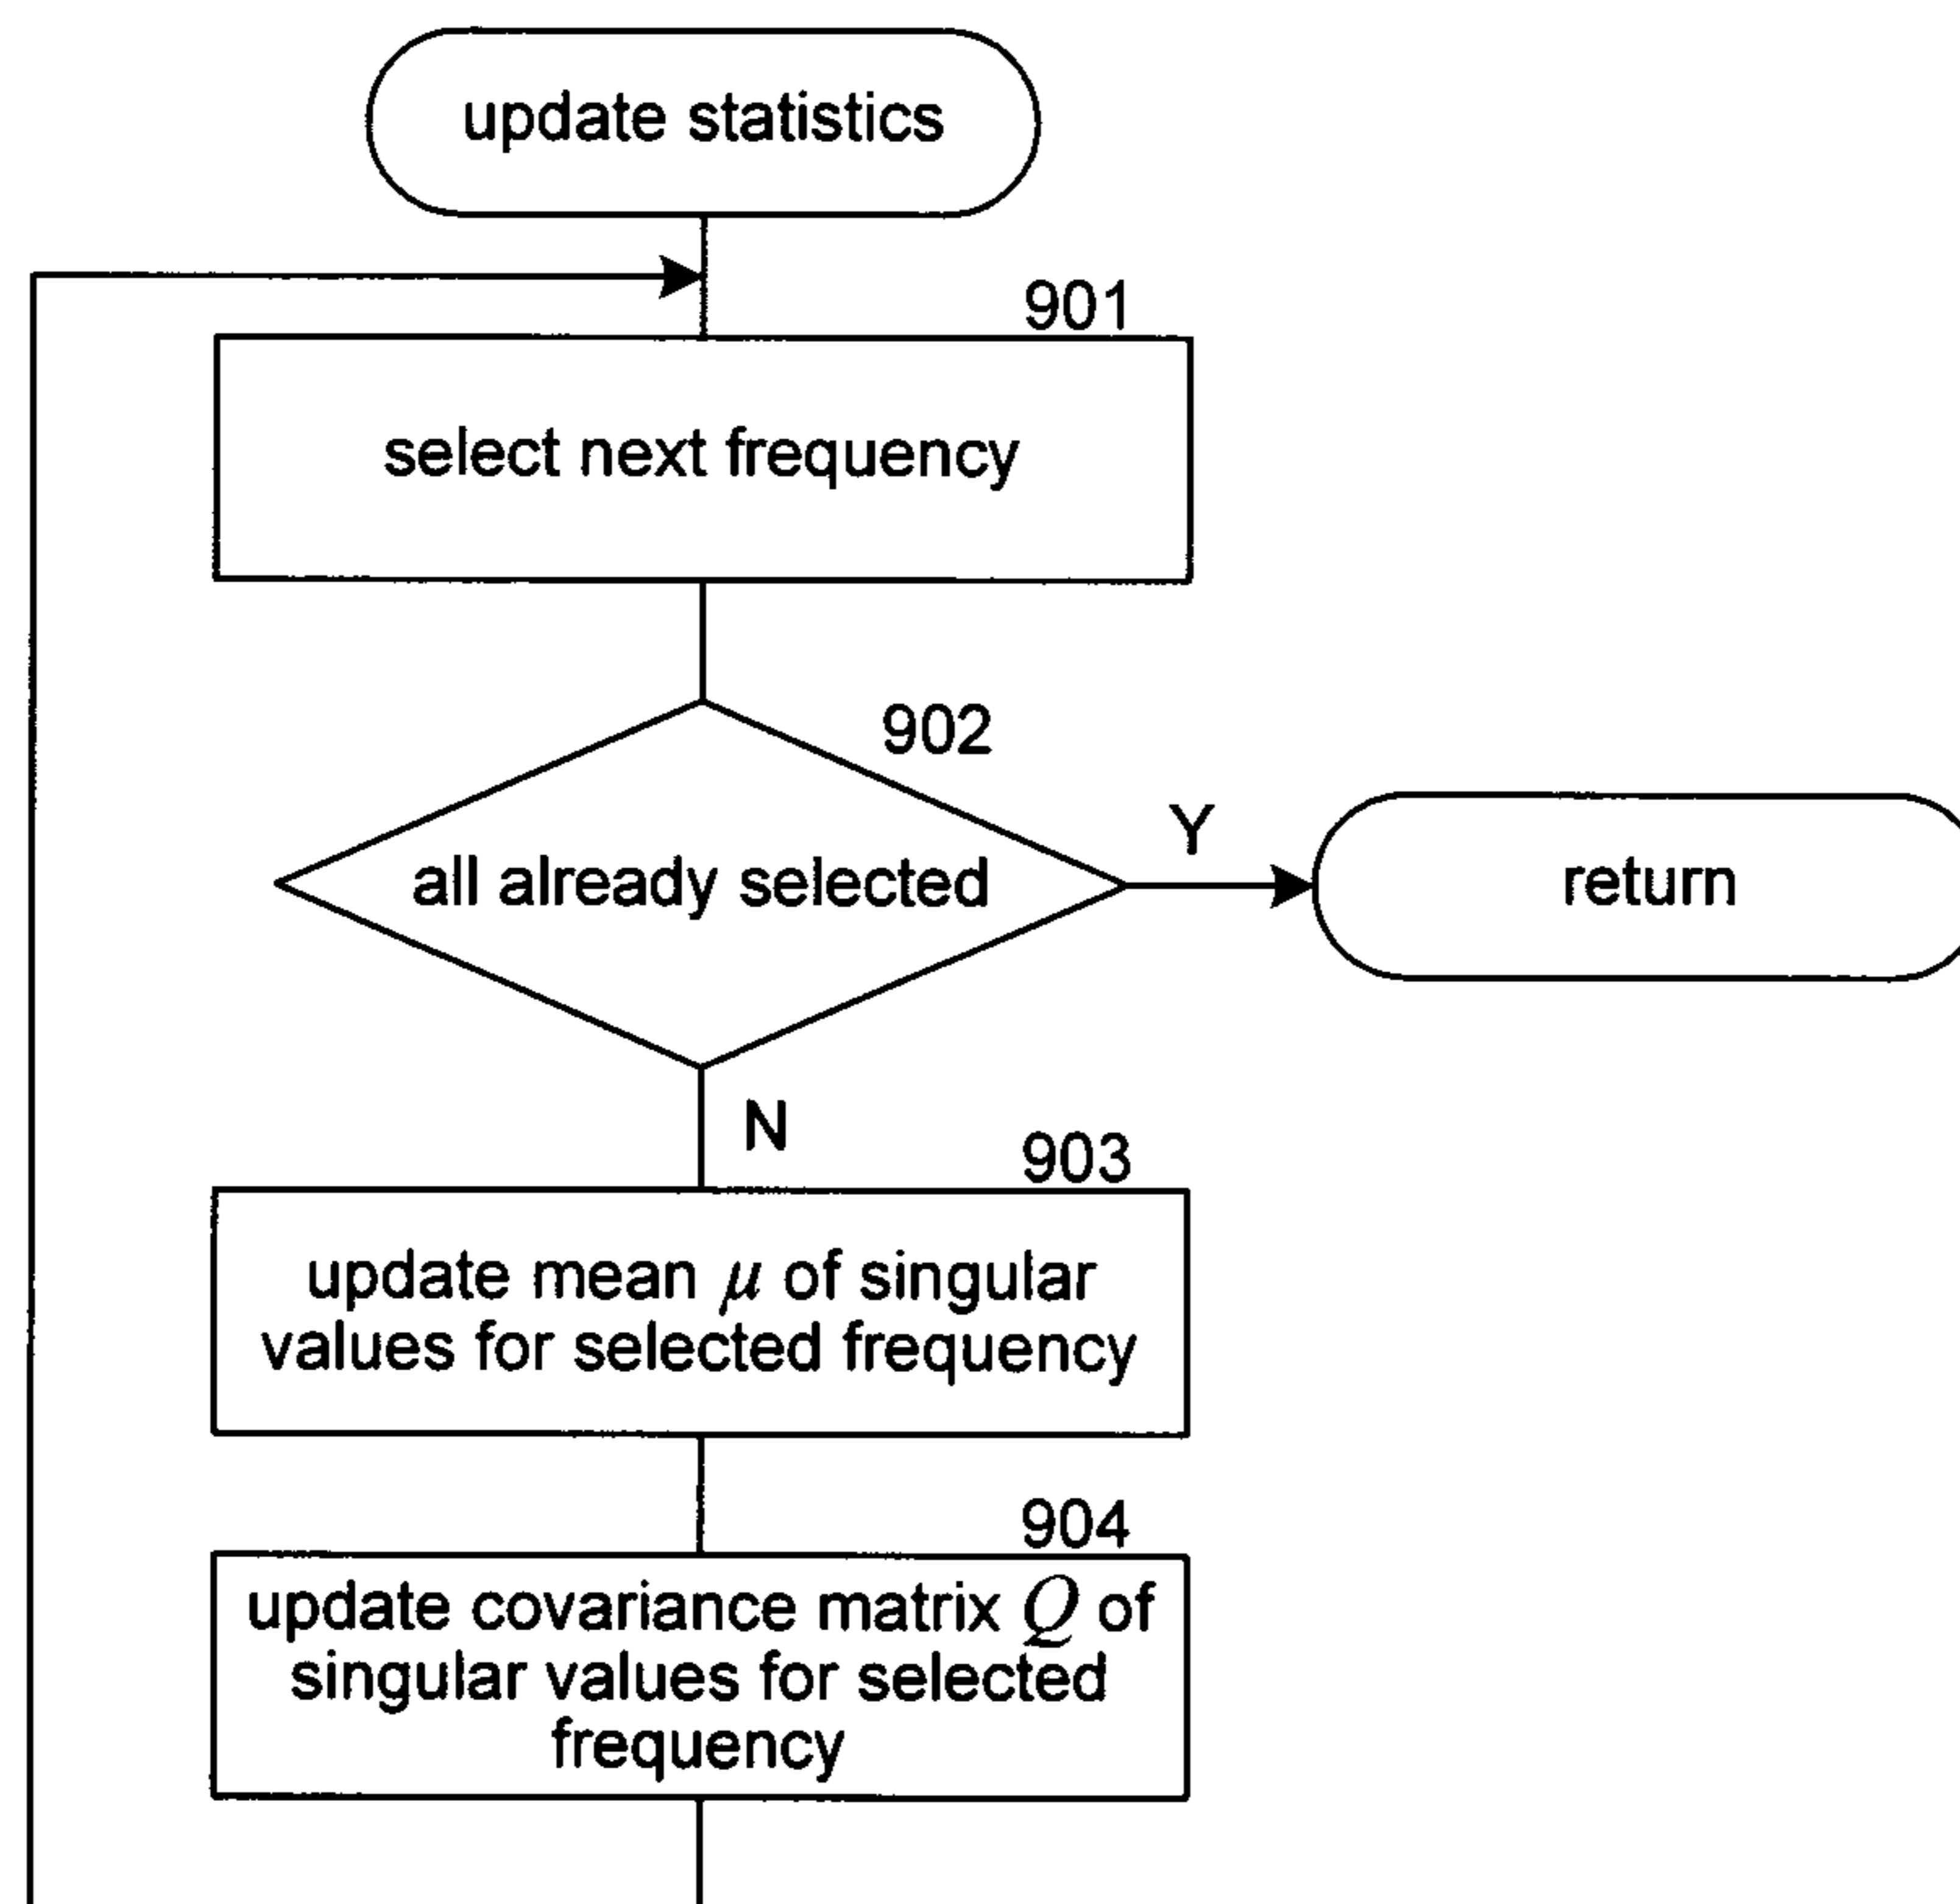 update statistics
901
select next frequency
902
all already selected
Y
return
N
903
update mean μ of singular
values for selected frequency
904
update covariance matrix Q of
singular values for selected
frequency